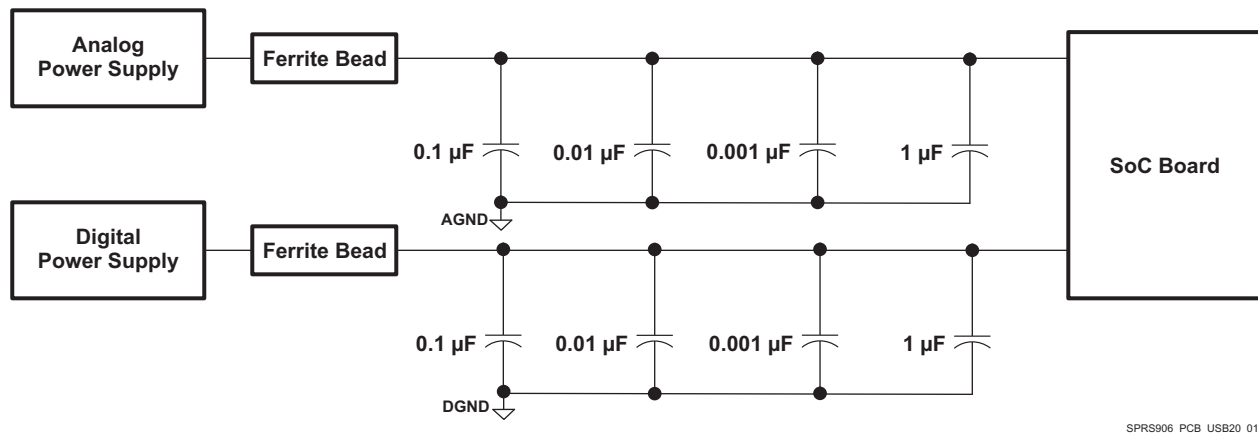 Analog
Power Supply
Ferrite Bead
0.1 µF
0.01 µF
0.001 µF
1 µF
SoC Board
AGND
Digital
Power Supply
Ferrite Bead
0.1 µF
0.01 µF
0.001 µF
1 µF
DGND
SPRS906_PCB_USB20_01